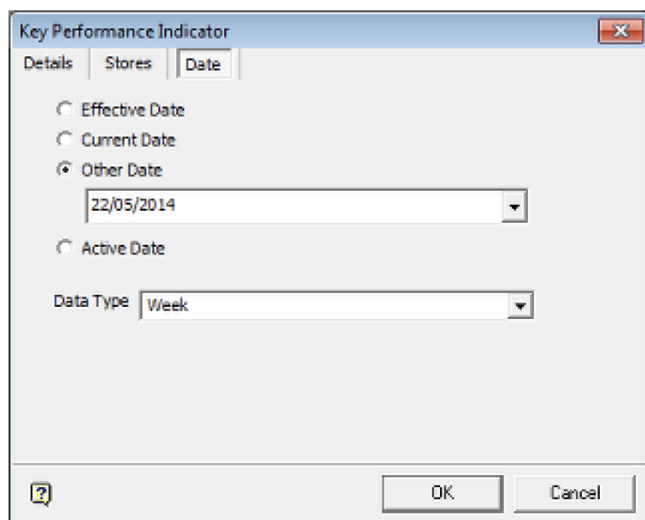 Key Performance Indicator
Details Stores Date
Effective Date
Current Date
Other Date
22/05/2014
Active Date
Data Type Week
OK Cancel